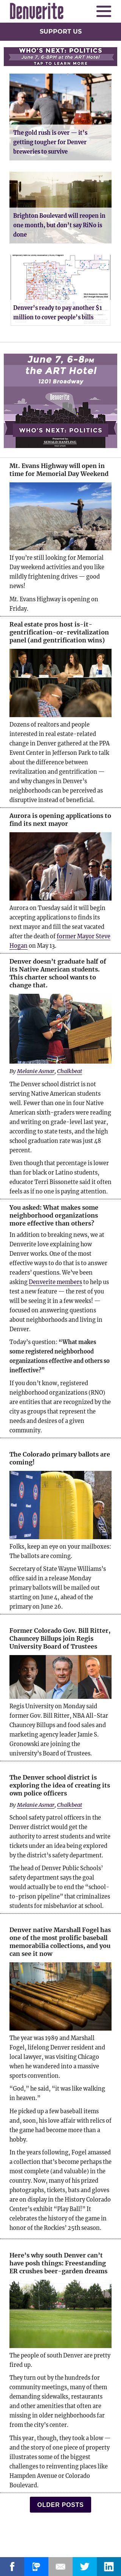 Denverite
SUPPORT US
WHO'S NEXT: POLITICS
June 7, 6-8PM at the ART Hotel
TAP TO LEARN MORE
The gold rush is over — it's
getting tougher for Denver
breweries to survive
Brighton Boulevard will reopen in
one month, but don't say RiNo is
done
Denver's ready to pay another $1
million to cover people's bills
June 7, 6-8PM
the ART Hotel
1201 Broadway
WHO'S NEXT: POLITICS
Mt. Evans Highway will open in
time for Memorial Day Weekend
If you're still looking for Memorial
Day weekend activities and you like
mildly frightening drives — good
news!
Mt. Evans Highway is opening on
Friday.
Real estate pros host is-it-
gentrification-or-revitalization
panel (and gentrification wins)
Dozens of realtors and people
interested in real estate-related
change in Denver gathered at the PPA
Event Center in Jefferson Park to talk
about the difference between
revitalization and gentrification —
and why changes in Denver's
neighborhoods can be perceived as
disruptive instead of beneficial.
Aurora is opening applications to
find its next mayor
Aurora on Tuesday said it will begin
accepting applications to finds its
next mayor and fill the seat vacated
after the death of former Mayor Steve
Hogan on May 13.
Denver doesn't graduate half of
its Native American students.
This charter school wants to
change that.
By Melanie Asmar, Chalkbeat
The Denver school district is not
serving Native American students
well. Fewer than one in four Native
American sixth-graders were reading
and writing on grade-level last year,
according to state tests, and the high
school graduation rate was just 48
percent.
Even though that percentage is lower
than for black or Latino students,
educator Terri Bissonette said it often
feels as if no one is paying attention.
You asked: What makes some
neighborhood organizations
more effective than others?
In addition to breaking news, we at
Denverite love explaining how
Denver works. One of our most
effective ways to do that is to answer
readers' questions. We've been
asking Denverite members to help us
test a new feature — the rest of you
will be seeing it in a few weeks! —
focused on answering questions
about neighborhoods and living in
Denver.
Today's question: "What makes
some registered neighborhood
organizations effective and others so
ineffective?"
If you don't know, registered
neighborhood organizations (RNO)
are entities that are recognized by the
city as groups that represent the
needs and desires of a given
community.
The Colorado primary ballots are
coming!
Folks, keep an eye on your mailboxes:
The ballots are coming.
Secretary of State Wayne Williams's
office said in a release Monday
primary ballots will be mailed out
starting on June 4, ahead of the
primary on June 26.
Former Colorado Gov. Bill Ritter,
Chauncey Billups join Regis
University Board of Trustees
Regis University on Monday said
former Gov. Bill Ritter, NBA All-Star
Chauncey Billups and food sales and
marketing group leader Jamie S.
Gronowski are joining the
university's Board of Trustees.
The Denver school district is
exploring the idea of creating its
own police officers
By Melanie Asmar, Chalkbeat
School safety patrol officers in the
Denver district would get the
authority to arrest students and write
tickets under an idea being explored
by the district's safety department.
The head of Denver Public Schools'
safety department says the goal
would actually be to end the "school-
to-prison pipeline" that criminalizes
students for misbehavior at school.
Denver native Marshall Fogel has
one of the most prolific baseball
memorabilia collections, and you
can see it now
The year was 1989 and Marshall
Fogel, lifelong Denver resident and
local lawyer, was visiting Chicago
when he wandered into a massive
sports convention.
"God," he said, "it was like walking
in heaven."
He picked up a few baseball items
and, soon, his love affair with relics of
the game had become more than a
hobby.
In the years following, Fogel amassed
a collection that's become perhaps the
most complete (and valuable) in the
country. Now, many of his prized
photographs, tickets, bats and gloves
are on display in the History Colorado
Center's exhibit "Play Ball!" It
celebrates the history of the game in
honor of the Rockies' 25th season.
Here's why south Denver can't
have posh things: Freestanding
ER crushes beer-garden dreams
The people of south Denver are pretty
fired up.
They turn out by the hundreds for
community meetings, many of them
demanding sidewalks, restaurants
and other amenities that often are
missing in older neighborhoods far
from the city's center.
This year, though, they took a blow —
and the story of one piece of property
illustrates some of the biggest
challenges to reinventing places like
Hampden Avenue or Colorado
Boulevard.
OLDER POSTS